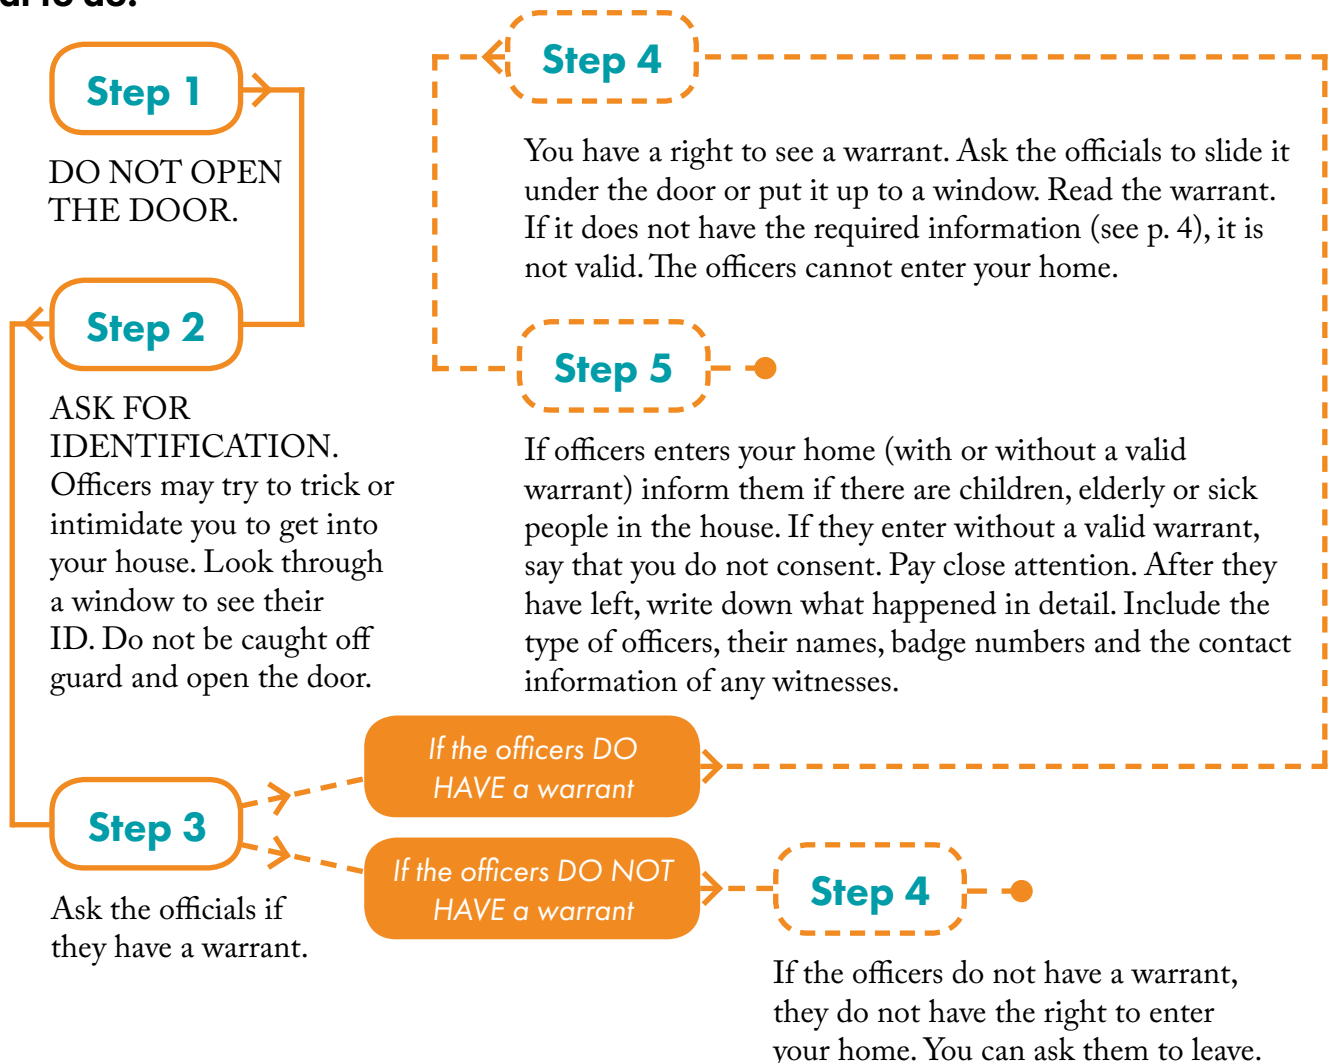 to do:
Step 1
DO NOT OPEN
THE DOOR.
Step 2
ASK FOR
IDENTIFICATION.
Officers may try to trick or
intimidate you to get into
your house. Look through
a window to see their
ID. Do not be caught off
guard and open the door.
Step 3
Ask the officials if
they have a warrant.
If the officers DO
HAVE a warrant
Step 4
You have a right to see a warrant. Ask the officials to slide it
under the door or put it up to a window. Read the warrant.
If it does not have the required information (see p. 4), it is
not valid. The officers cannot enter your home.
Step 5
If officers enters your home (with or without a valid
warrant) inform them if there are children, elderly or sick
people in the house. If they enter without a valid warrant,
say that you do not consent. Pay close attention. After they
have left, write down what happened in detail. Include the
type of officers, their names, badge numbers and the contact
information of any witnesses.
If the officers DO NOT
HAVE a warrant
Step 4
If the officers do not have a warrant,
they do not have the right to enter
your home. You can ask them to leave.